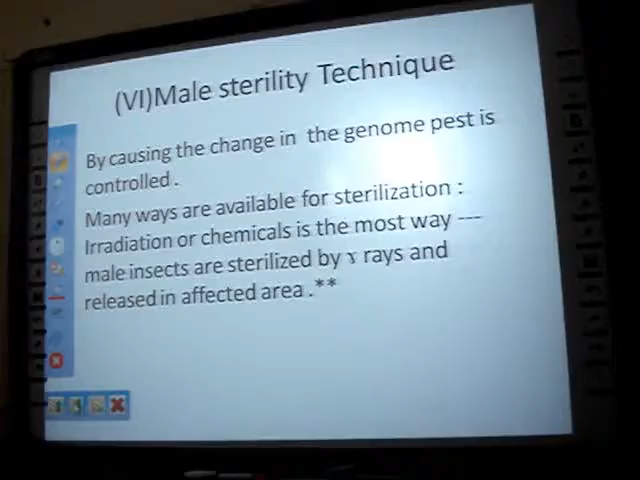 (VI)Male sterility Technique
By causing the change in the genome pest is
controlled .
Many ways are available for sterilization :
Irradiation or chemicals is the most way ---
male insects are sterilized by ɤ rays and
released in affected area .**